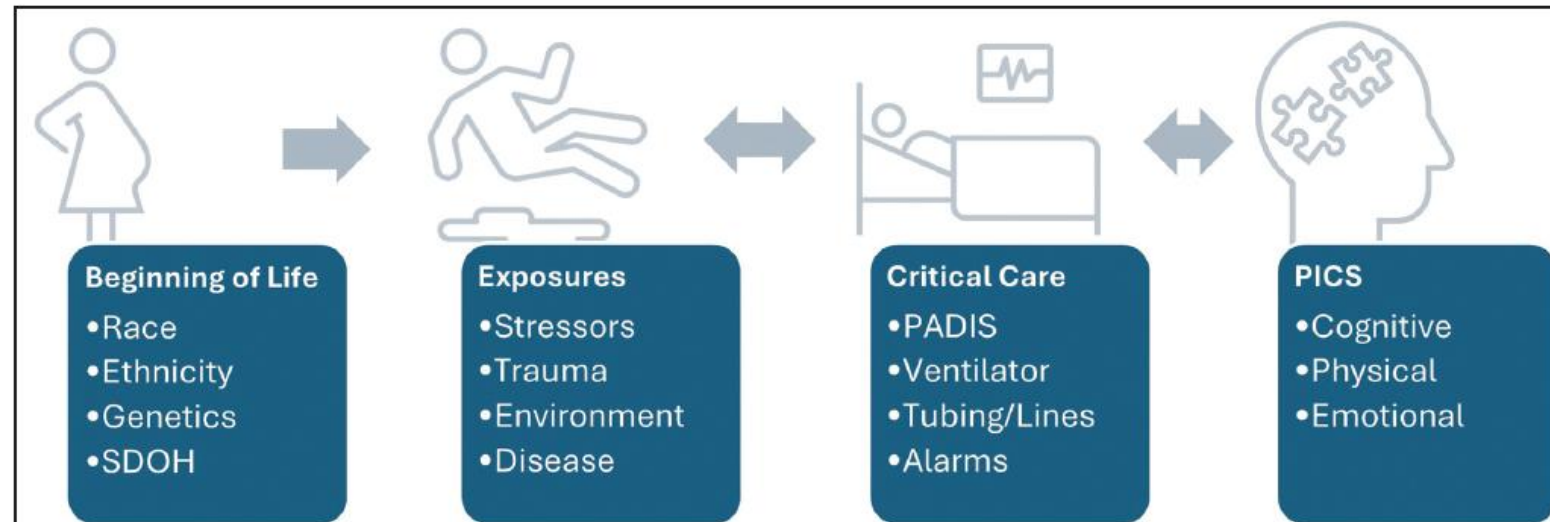 Beginning of Life
•Race
•Ethnicity
•Genetics
•SDOH
Exposures
•Stressors
•Trauma
•Environment
•Disease
Critical Care
•PADIS
•Ventilator
•Tubing/Lines
•Alarms
PICS
•Cognitive
•Physical
•Emotional